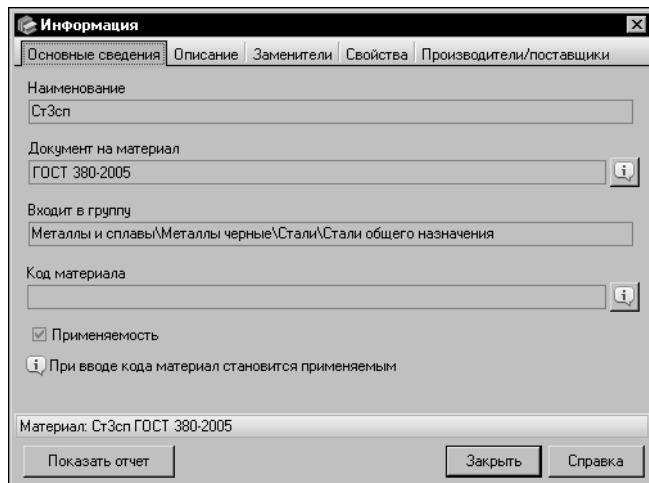 Информация
Основные сведения Описание Заменители Свойства Производители/поставщики
Наименование
Ст3сп
Документ на материал
ГОСТ 380-2005
Входит в группу
Металлы и сплавы\Металлы черные\Стали\Стали общего назначения
Код материала
Применяемость
При вводе кода материал становится применяемым
Материал: Ст3сп ГОСТ 380-2005
Показать отчет Закрыть Справка